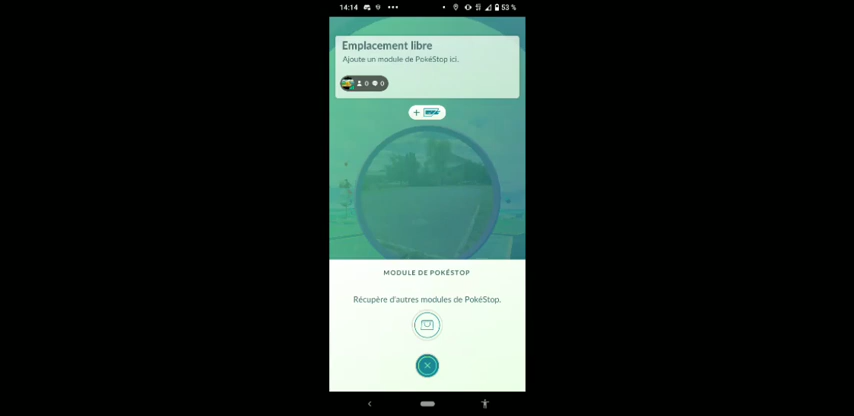 14:14
53 %
Emplacement libre
Ajoute un module de PokéStop ici.
0 0
MODULE DE POKÉSTOP
Récupère d'autres modules de PokéStop.